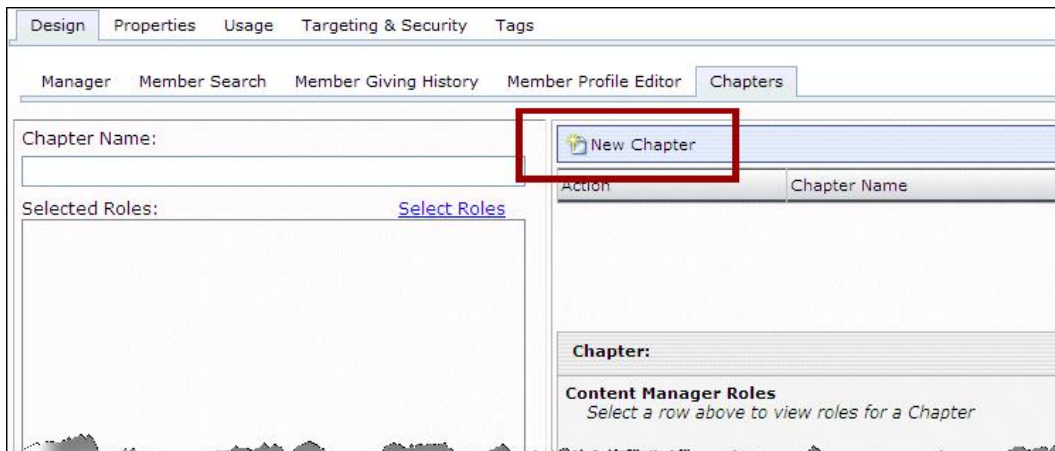 Design Properties Usage Targeting & Security Tags
Manager Member Search Member Giving History Member Profile Editor Chapters
Chapter Name:
New Chapter
Action Chapter Name
Selected Roles: Select Roles
Chapter:
Content Manager Roles
Select a row above to view roles for a Chapter